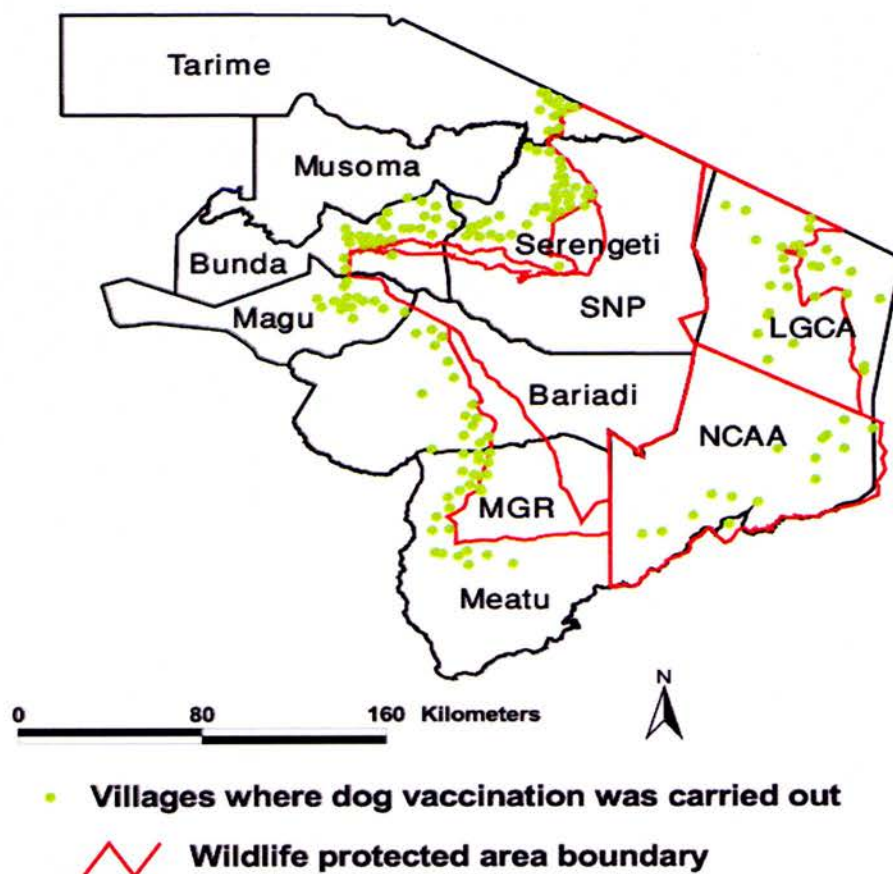 Tarime
Musoma
Serengeti
Bunda
SNP
Magu
LGCA
Bariadi
NCAA
MGR
Meatu
N
0 80 160 Kilometers
Villages where dog vaccination was carried out
Wildlife protected area boundary